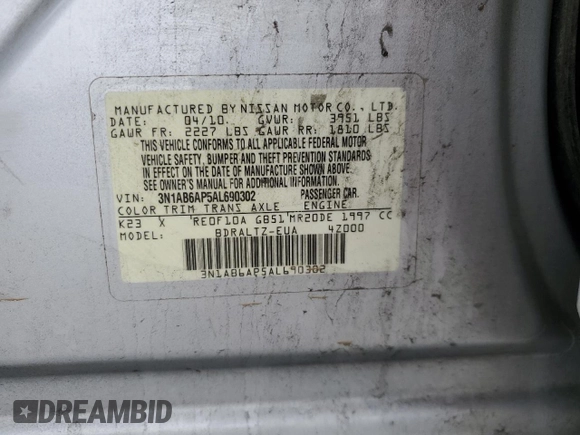 MANUFACTURED BY NISSAN MOTOR CO., LTD.
DATE: 04/10 GVWR: 3951 LBS
GAWR FR: 2227 LBS GAWR RR: 1810 LBS
THIS VEHICLE CONFORMS TO ALL APPLICABLE FEDERAL MOTOR
VEHICLE SAFETY, BUMPER AND THEFT PREVENTION STANDARDS
IN EFFECT ON THE DATE OF MANUFACTURE SHOWN ABOVE.
SEE OWNER'S MANUAL FOR ADDITIONAL INFORMATION.
VIN: 3N1AB6AP5AL690302 PASSENGER CAR.
COLOR TRIM TRANS AXLE ENGINE
K23 X REOF10A GB51 MR20DE 1997 CC
MODEL: BDRALTZ-EUA 4Z000
3N1AB6AP5AL690302
DREAMBID